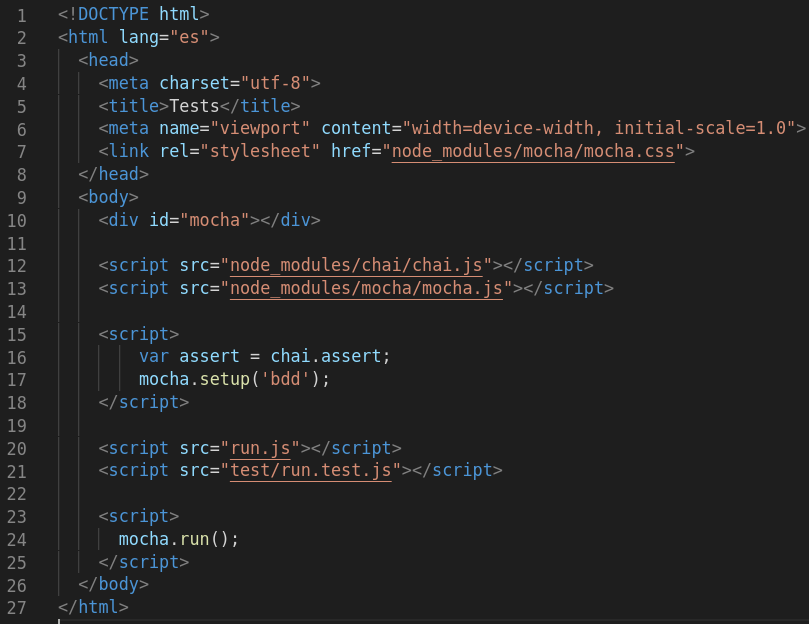 1 <!DOCTYPE html>
2 <html lang="es">
3   <head>
4     <meta charset="utf-8">
5     <title>Tests</title>
6     <meta name="viewport" content="width=device-width, initial-scale=1.0">
7     <link rel="stylesheet" href="node_modules/mocha/mocha.css">
8   </head>
9   <body>
10     <div id="mocha"></div>
11
12     <script src="node_modules/chai/chai.js"></script>
13     <script src="node_modules/mocha/mocha.js"></script>
14
15     <script>
16         var assert = chai.assert;
17         mocha.setup('bdd');
18     </script>
19
20     <script src="run.js"></script>
21     <script src="test/run.test.js"></script>
22
23     <script>
24       mocha.run();
25     </script>
26   </body>
27 </html>